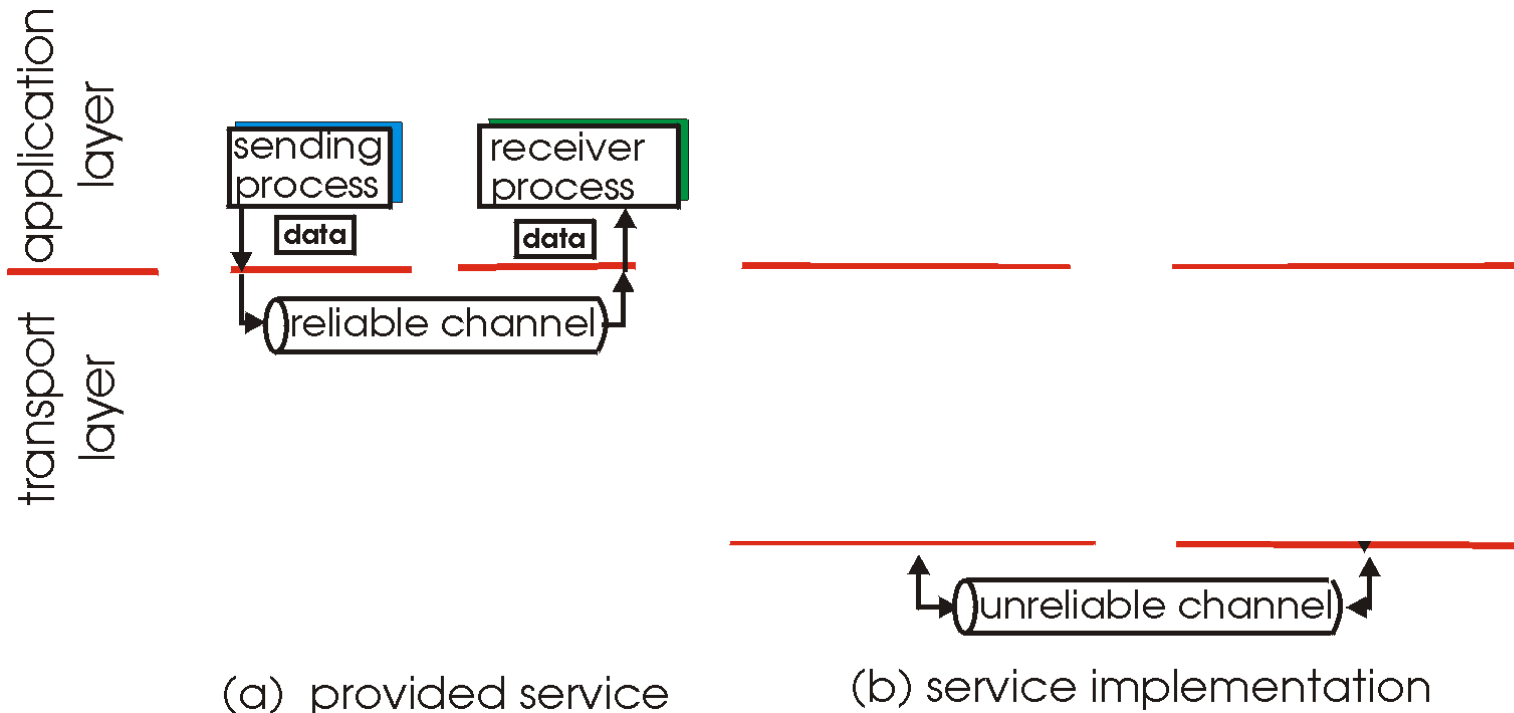 application
layer
transport
layer
sending
process
receiver
process
data
data
reliable channel
unreliable channel
(a) provided service
(b) service implementation